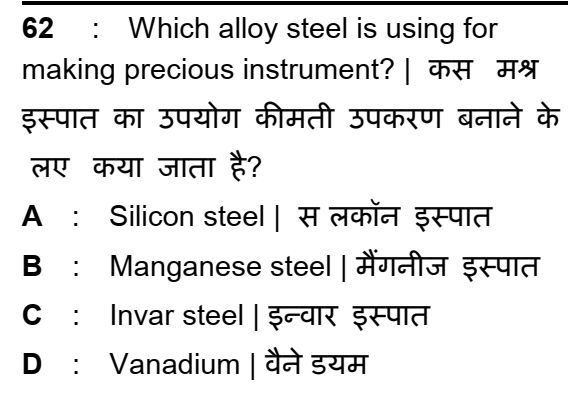 62 : Which alloy steel is using for
making precious instrument? | कस मश्र
इस्पात का उपयोग कीमती उपकरण बनाने के
लए कया जाता है?
A : Silicon steel | स लकॉन इस्पात
B : Manganese steel | मैंगनीज इस्पात
C : Invar steel | इन्वार इस्पात
D : Vanadium | वैने डयम